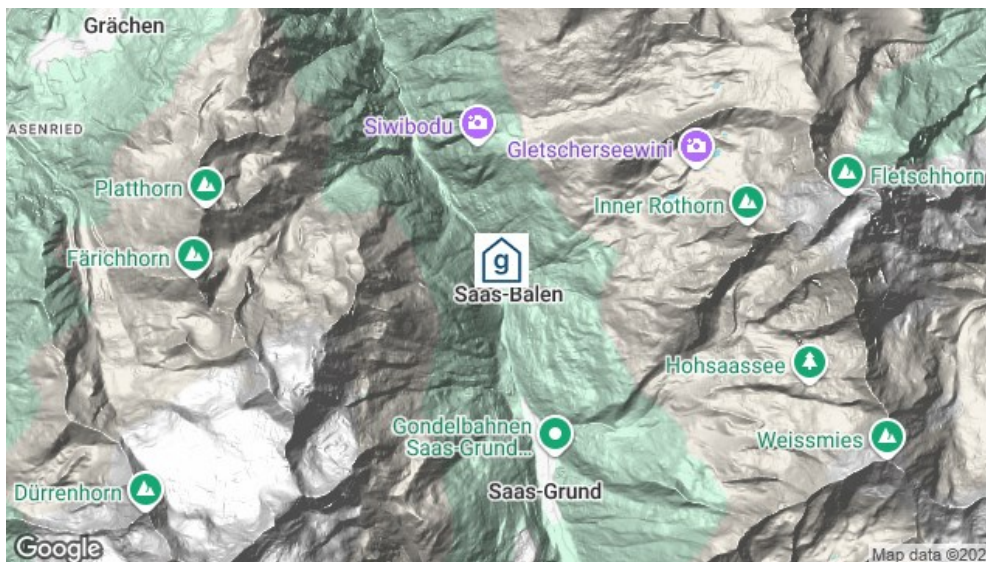 Grächen
ASENRIED
Siwibodu
Gletscherseewini
Platthorn
Fletschhorn
Inner Rothorn
Färichhorn
g
Saas-Balen
Hohsaassee
Gondelbahnen
Saas-Grund...
Weissmies
Dürrenhorn
Saas-Grund
Google
Map data ©202